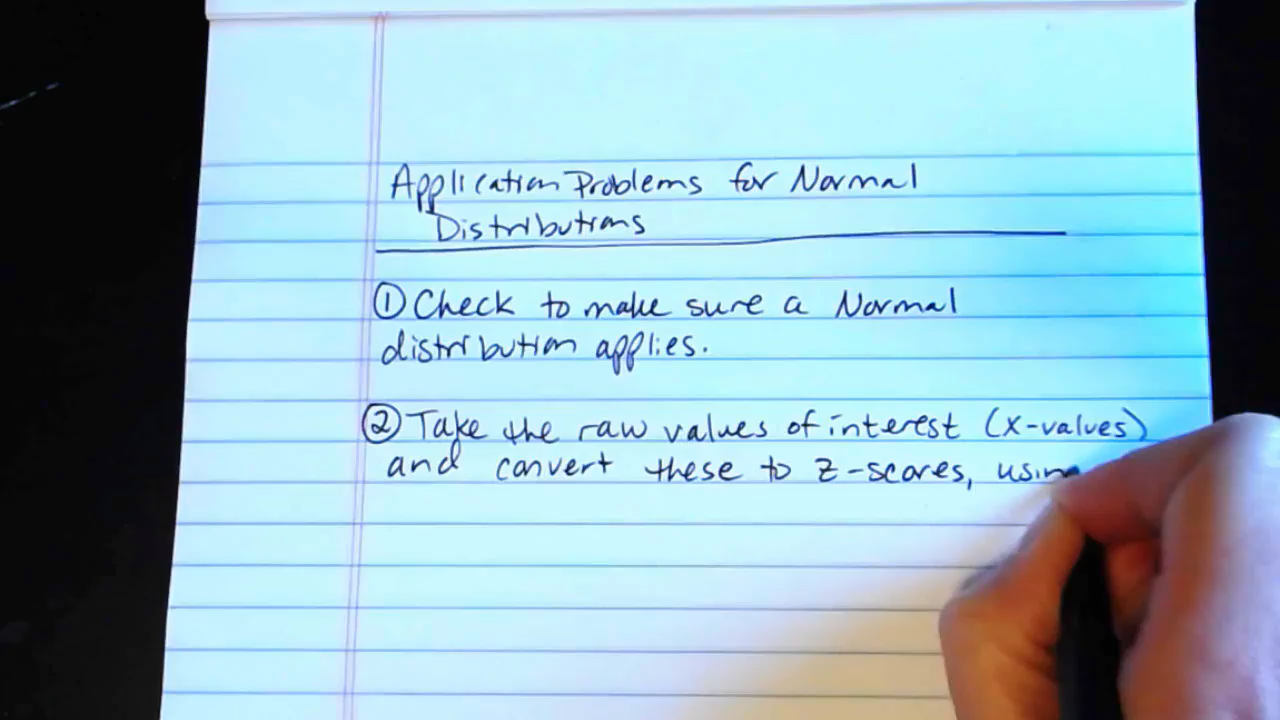 Application Problems for Normal
Distributions
① Check to make sure a Normal
distribution applies.
② Take the raw values of interest (x-values)
and convert these to z-scores, using